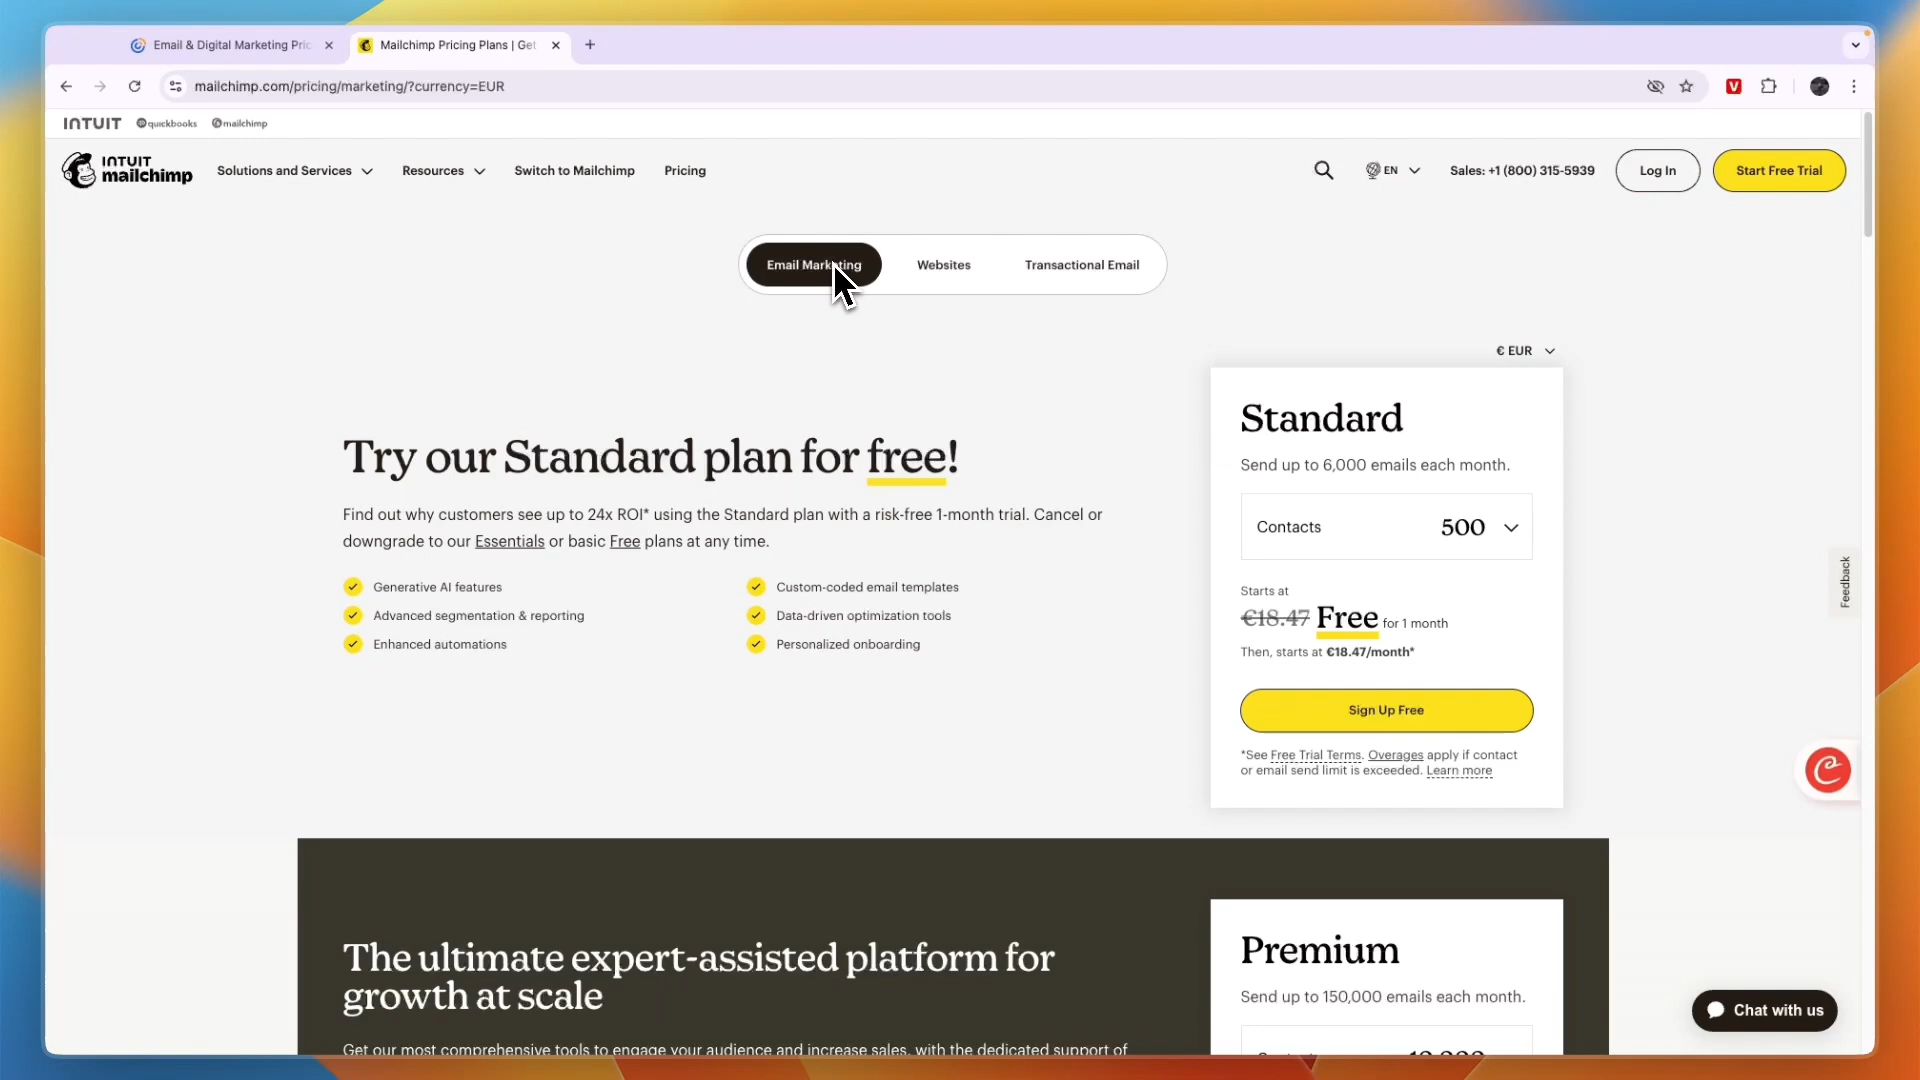 Email & Digital Marketing Pric
Mailchimp Pricing Plans | Get
mailchimp.com/pricing/marketing/?currency=EUR
INTUIT quickbooks mailchimp
INTUIT
mailchimp
Solutions and Services
Resources
Switch to Mailchimp
Pricing
EN
Sales: +1 (800) 315-5939
Log In
Start Free Trial
Email Marketing
Websites
Transactional Email
€ EUR
Try our Standard plan for free!
Find out why customers see up to 24x ROI* using the Standard plan with a risk-free 1-month trial. Cancel or
downgrade to our Essentials or basic Free plans at any time.
Generative AI features
Advanced segmentation & reporting
Enhanced automations
Custom-coded email templates
Data-driven optimization tools
Personalized onboarding
Standard
Send up to 6,000 emails each month.
Contacts 500
Starts at
€18.47 Free for 1 month
Then, starts at €18.47/month*
Sign Up Free
*See Free Trial Terms. Overages apply if contact
or email send limit is exceeded. Learn more
Feedback
The ultimate expert-assisted platform for
growth at scale
Get our most comprehensive tools to engage your audience and increase sales, with the dedicated support of
Premium
Send up to 150,000 emails each month.
Chat with us